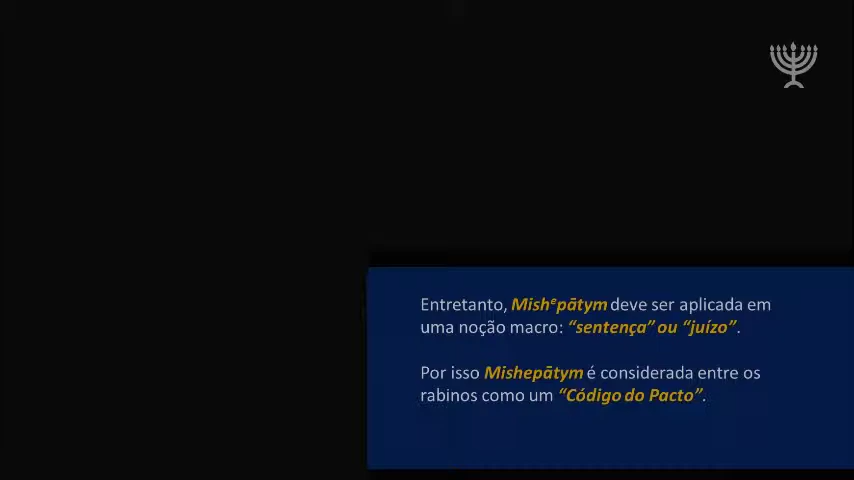 Entretanto, Mishᵉpātym deve ser aplicada em
uma noção macro: “sentença” ou “juízo”.
Por isso Mishepātym é considerada entre os
rabinos como um “Código do Pacto”.